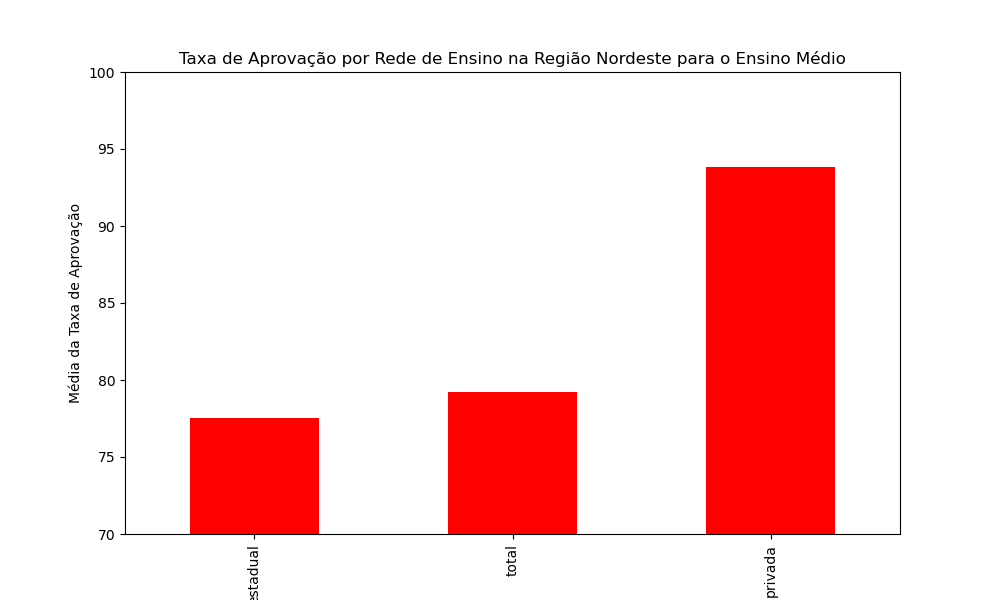 Taxa de Aprovação por Rede de Ensino na Região Nordeste para o Ensino Médio
Média da Taxa de Aprovação
100
95
90
85
80
75
70
estadual
total
privada